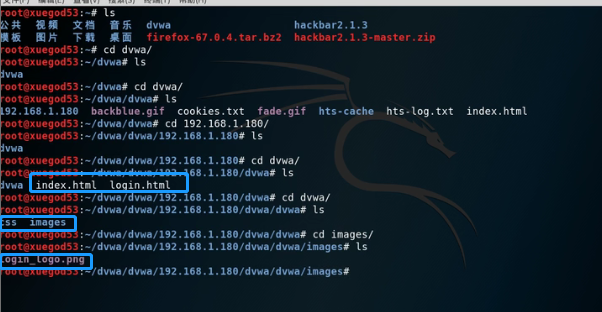 root@xuegod53:~# ls
公共 视频 文档 音乐 dvwa hackbar2.1.3
模板 图片 下载 桌面 firefox-67.0.4.tar.bz2 hackbar2.1.3-master.zip
root@xuegod53:~# cd dvwa/
root@xuegod53:~/dvwa# ls
dvwa
root@xuegod53:~/dvwa# cd dvwa/
root@xuegod53:~/dvwa/dvwa# ls
192.168.1.180 backblue.gif cookies.txt fade.gif hts-cache hts-log.txt index.html
root@xuegod53:~/dvwa/dvwa# cd 192.168.1.180/
root@xuegod53:~/dvwa/dvwa/192.168.1.180# ls
dvwa
root@xuegod53:~/dvwa/dvwa/192.168.1.180# cd dvwa/
root@xuegod53:~/dvwa/dvwa/192.168.1.180/dvwa# ls
dvwa index.html login.html
root@xuegod53:~/dvwa/dvwa/192.168.1.180/dvwa# cd dvwa/
root@xuegod53:~/dvwa/dvwa/192.168.1.180/dvwa/dvwa# ls
css images
root@xuegod53:~/dvwa/dvwa/192.168.1.180/dvwa/dvwa# cd images/
root@xuegod53:~/dvwa/dvwa/192.168.1.180/dvwa/dvwa/images# ls
login_logo.png
root@xuegod53:~/dvwa/dvwa/192.168.1.180/dvwa/dvwa/images#